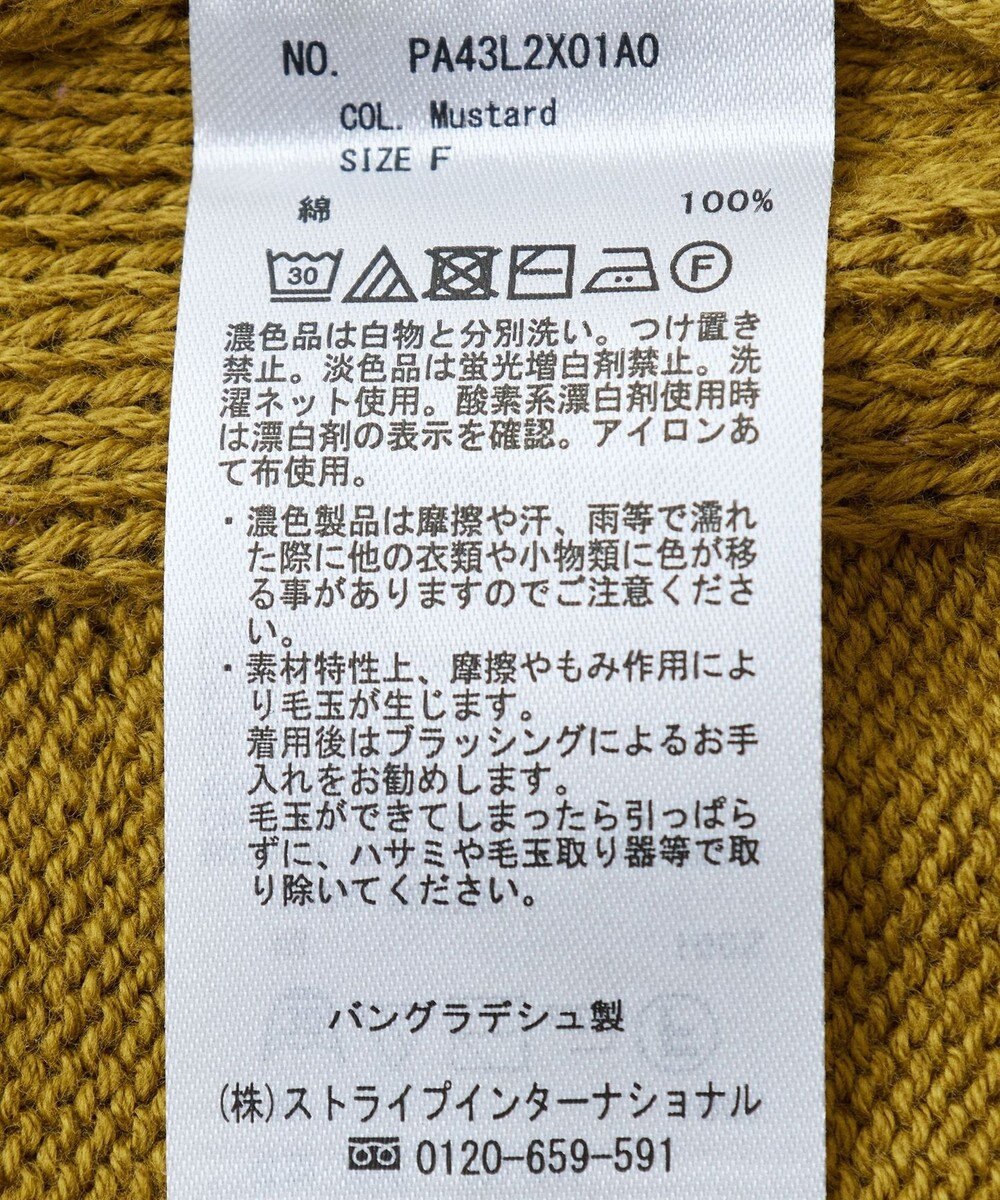 NO. PA43L2X01A0
COL. Mustard
SIZE F
綿 100%
30 F
濃色品は白物と分別洗い。つけ置き
禁止。淡色品は蛍光増白剤禁止。洗
濯ネット使用。酸素系漂白剤使用時
は漂白剤の表示を確認。アイロンあ
て布使用。
・濃色製品は摩擦や汗、雨等で濡れ
た際に他の衣類や小物類に色が移
る事がありますのでご注意くださ
い。
・素材特性上、摩擦やもみ作用によ
り毛玉が生じます。
着用後はブラッシングによるお手
入れをお勧めします。
毛玉ができてしまったら引っぱら
ずに、ハサミや毛玉取り器等で取
り除いてください。
バングラデシュ製
(株)ストライプインターナショナル
0120-659-591